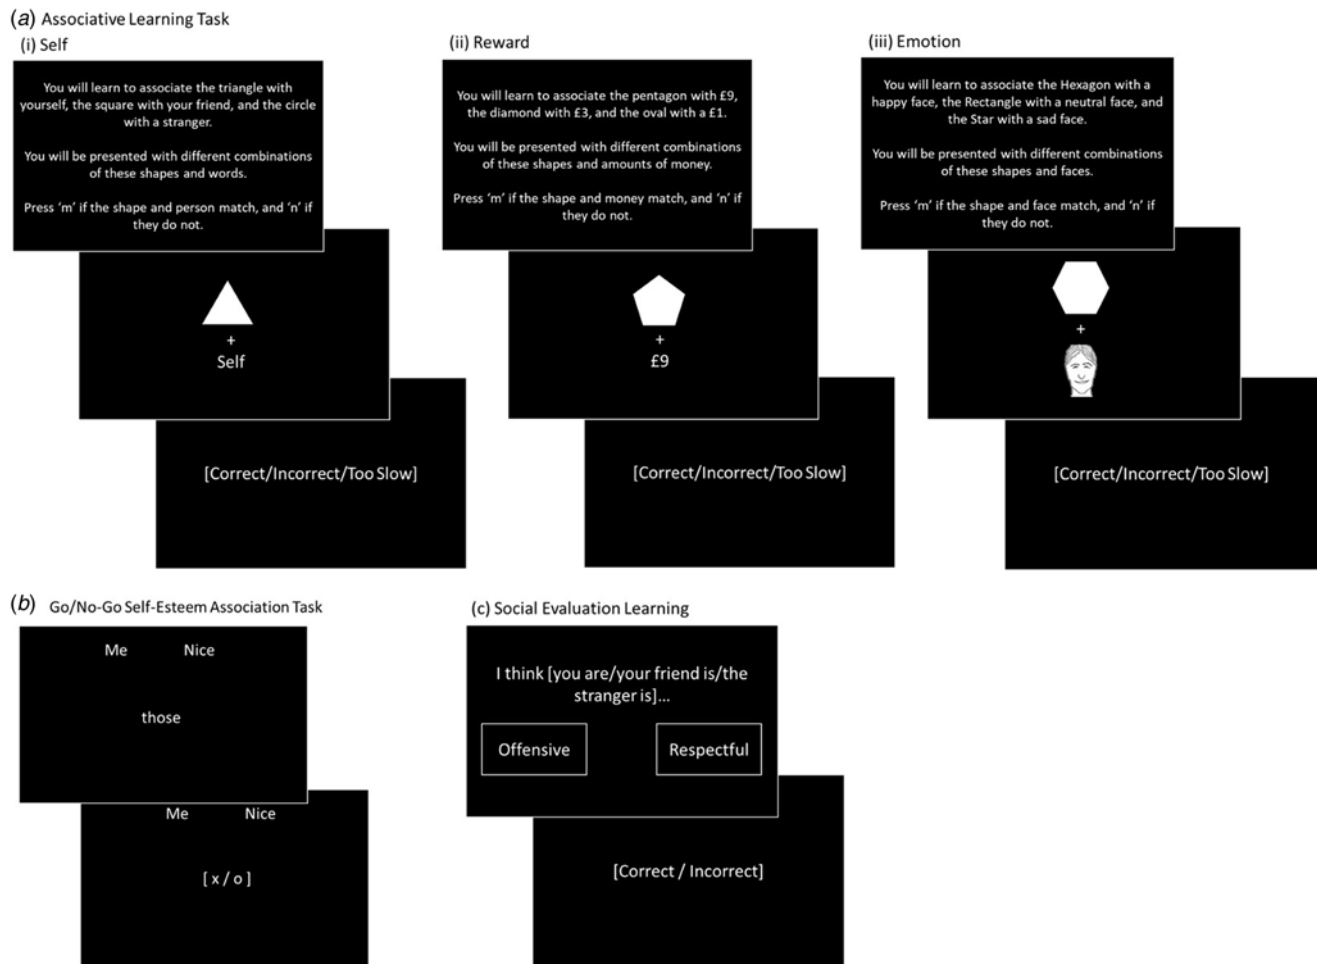 (a) Associative Learning Task
(i) Self
You will learn to associate the triangle with
yourself, the square with your friend, and the circle
with a stranger.
You will be presented with different combinations
of these shapes and words.
Press ‘m’ if the shape and person match, and ‘n’ if
they do not.
+
Self
[Correct/Incorrect/Too Slow]
(ii) Reward
You will learn to associate the pentagon with £9,
the diamond with £3, and the oval with a £1.
You will be presented with different combinations
of these shapes and amounts of money.
Press ‘m’ if the shape and money match, and ‘n’ if
they do not.
+
£9
[Correct/Incorrect/Too Slow]
(iii) Emotion
You will learn to associate the Hexagon with a
happy face, the Rectangle with a neutral face, and
the Star with a sad face.
You will be presented with different combinations
of these shapes and faces.
Press ‘m’ if the shape and face match, and ‘n’ if
they do not.
+
[Correct/Incorrect/Too Slow]
(b) Go/No-Go Self-Esteem Association Task
Me Nice
those
Me Nice
[ x / o ]
(c) Social Evaluation Learning
I think [you are/your friend is/the
stranger is]...
Offensive Respectful
[Correct / Incorrect]